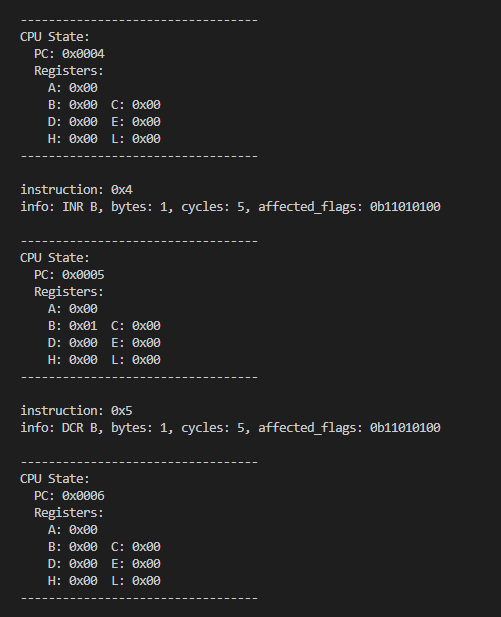 ----------------------------------
CPU State:
  PC: 0x0004
  Registers:
    A: 0x00
    B: 0x00  C: 0x00
    D: 0x00  E: 0x00
    H: 0x00  L: 0x00
----------------------------------

instruction: 0x4
info: INR B, bytes: 1, cycles: 5, affected_flags: 0b11010100

----------------------------------
CPU State:
  PC: 0x0005
  Registers:
    A: 0x00
    B: 0x01  C: 0x00
    D: 0x00  E: 0x00
    H: 0x00  L: 0x00
----------------------------------

instruction: 0x5
info: DCR B, bytes: 1, cycles: 5, affected_flags: 0b11010100

----------------------------------
CPU State:
  PC: 0x0006
  Registers:
    A: 0x00
    B: 0x00  C: 0x00
    D: 0x00  E: 0x00
    H: 0x00  L: 0x00
----------------------------------